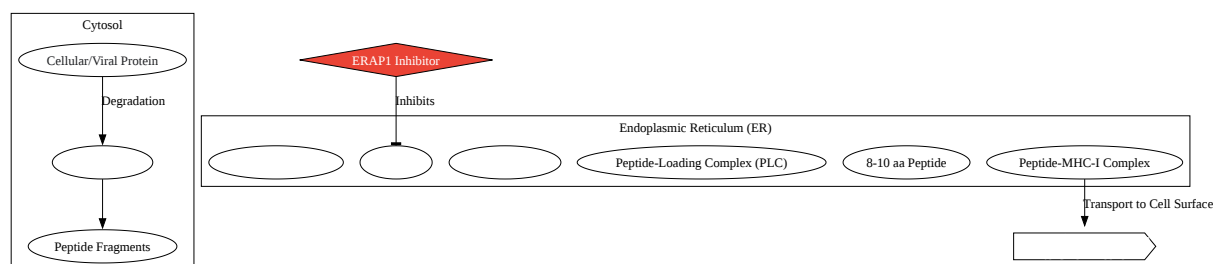 Cytosol
Cellular/Viral Protein
ERAP1 Inhibitor
Degradation
Inhibits
Endoplasmic Reticulum (ER)
Peptide-Loading Complex (PLC)
8-10 aa Peptide
Peptide-MHC-I Complex
Transport to Cell Surface
Peptide Fragments